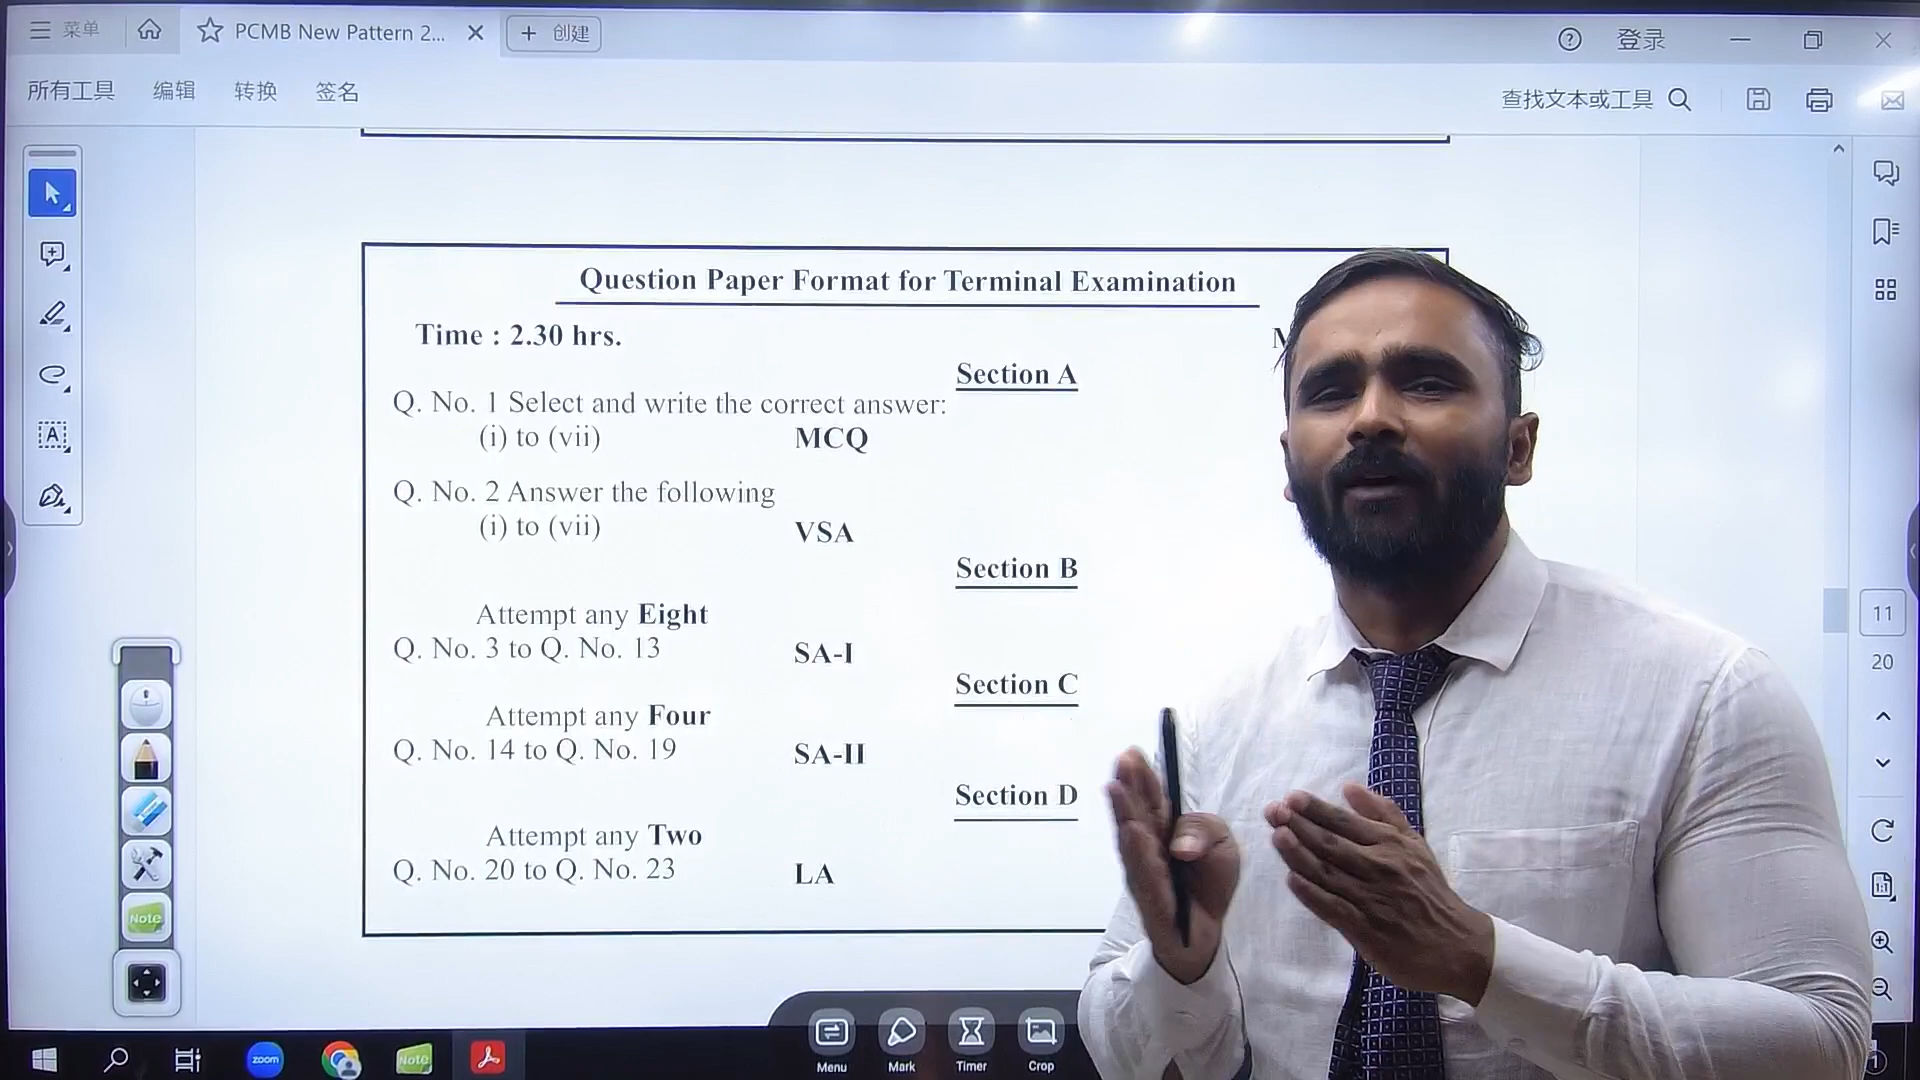 菜单
PCMB New Pattern 2...
创建
登录
所有工具 编辑 转换 签名
查找文本或工具
Question Paper Format for Terminal Examination
Time : 2.30 hrs.
Section A
Q. No. 1 Select and write the correct answer:
(i) to (vii) MCQ
Q. No. 2 Answer the following
(i) to (vii) VSA
Section B
Attempt any Eight
Q. No. 3 to Q. No. 13 SA-I
Section C
Attempt any Four
Q. No. 14 to Q. No. 19 SA-II
Section D
Attempt any Two
Q. No. 20 to Q. No. 23 LA
11
20
1:1
Note
zoom
Note
Menu Mark Timer Crop